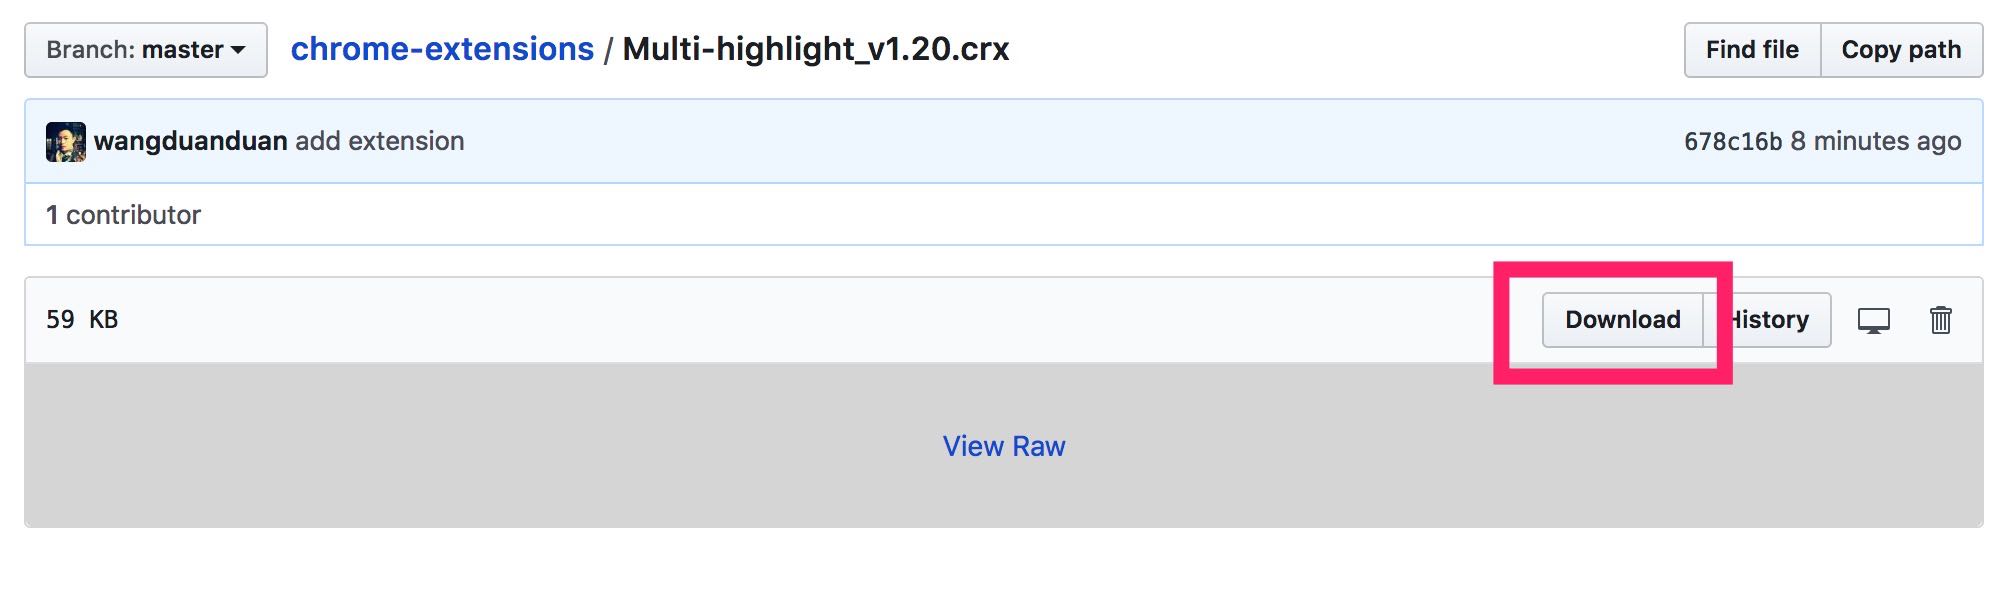 Branch: master chrome-extensions / Multi-highlight_v1.20.crx Find file Copy path
wangduanduan add extension 678c16b 8 minutes ago
1 contributor
59 KB Download History
View Raw